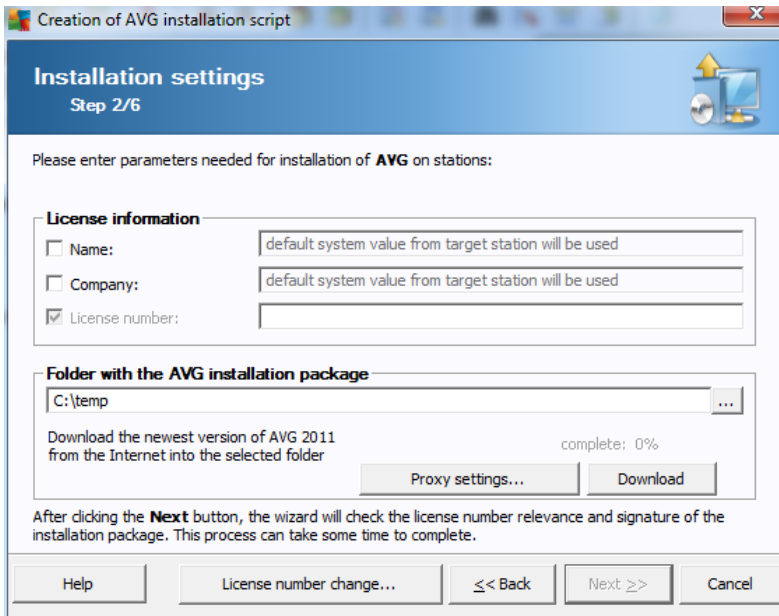 Creation of AVG installation script
Installation settings
Step 2/6
Please enter parameters needed for installation of AVG on stations:
License information
Name:
default system value from target station will be used
Company:
default system value from target station will be used
License number:
Folder with the AVG installation package
C:\temp
...
Download the newest version of AVG 2011
from the Internet into the selected folder
complete: 0%
Proxy settings...
Download
After clicking the Next button, the wizard will check the license number relevance and signature of the
installation package. This process can take some time to complete.
Help
License number change...
<< Back
Next >>
Cancel